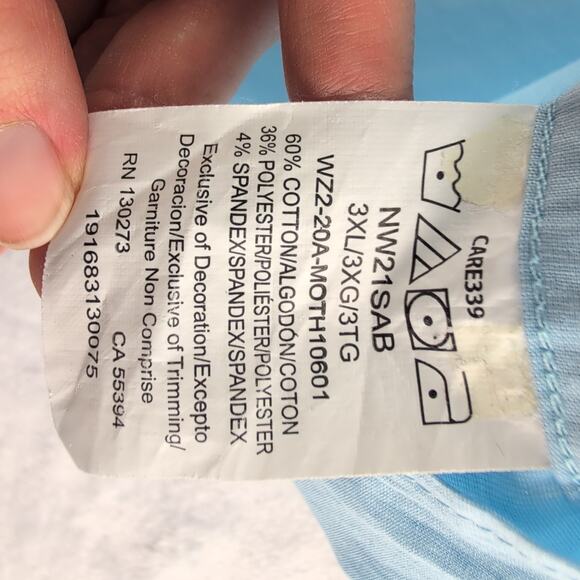 CARE339
NW21SAB
3XL/3XG/3TG
WZ2-20A-MOTH10601
60% COTTON/ALGODÓN/COTON
36% POLYESTER/POLIÉSTER/POLYESTER
4% SPANDEX/SPANDEX/SPANDEX
Exclusive of Decoration/Excepto
Decoracion/Exclusive of Trimming/
Garniture Non Comprise
RN 130273 CA 55394
191683130075